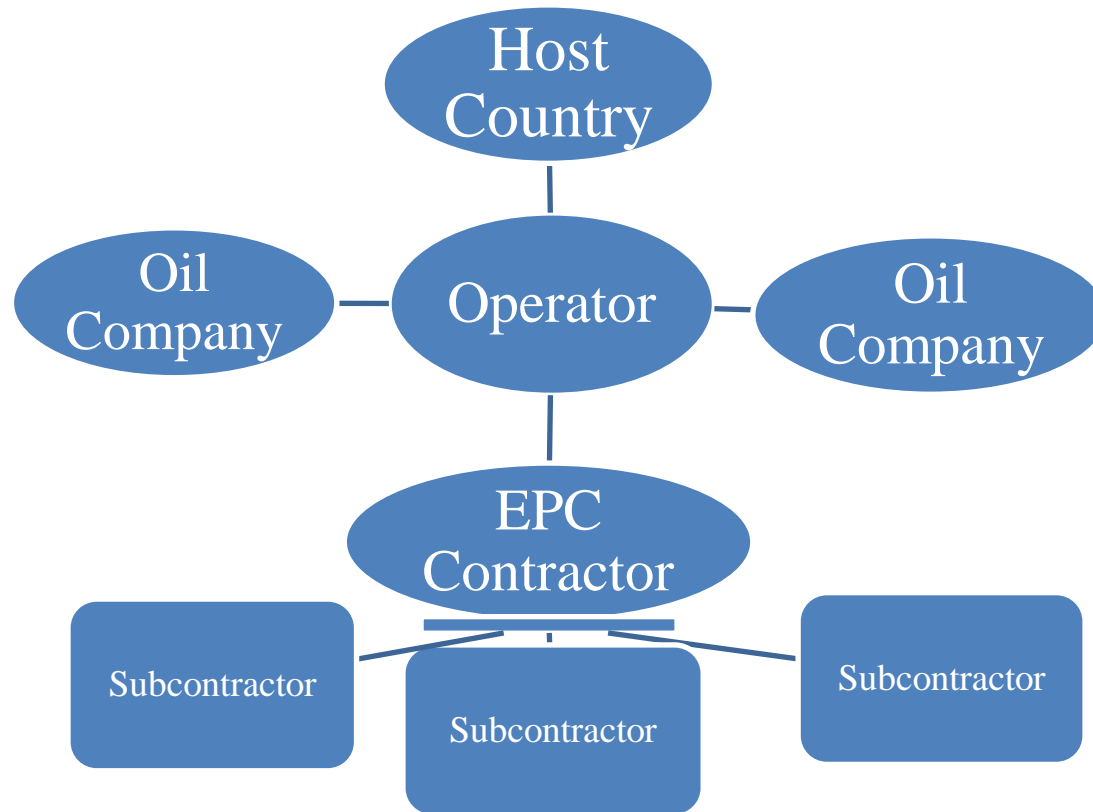 Host
Country
Oil
Company
Operator
Oil
Company
EPC
Contractor
Subcontractor
Subcontractor
Subcontractor